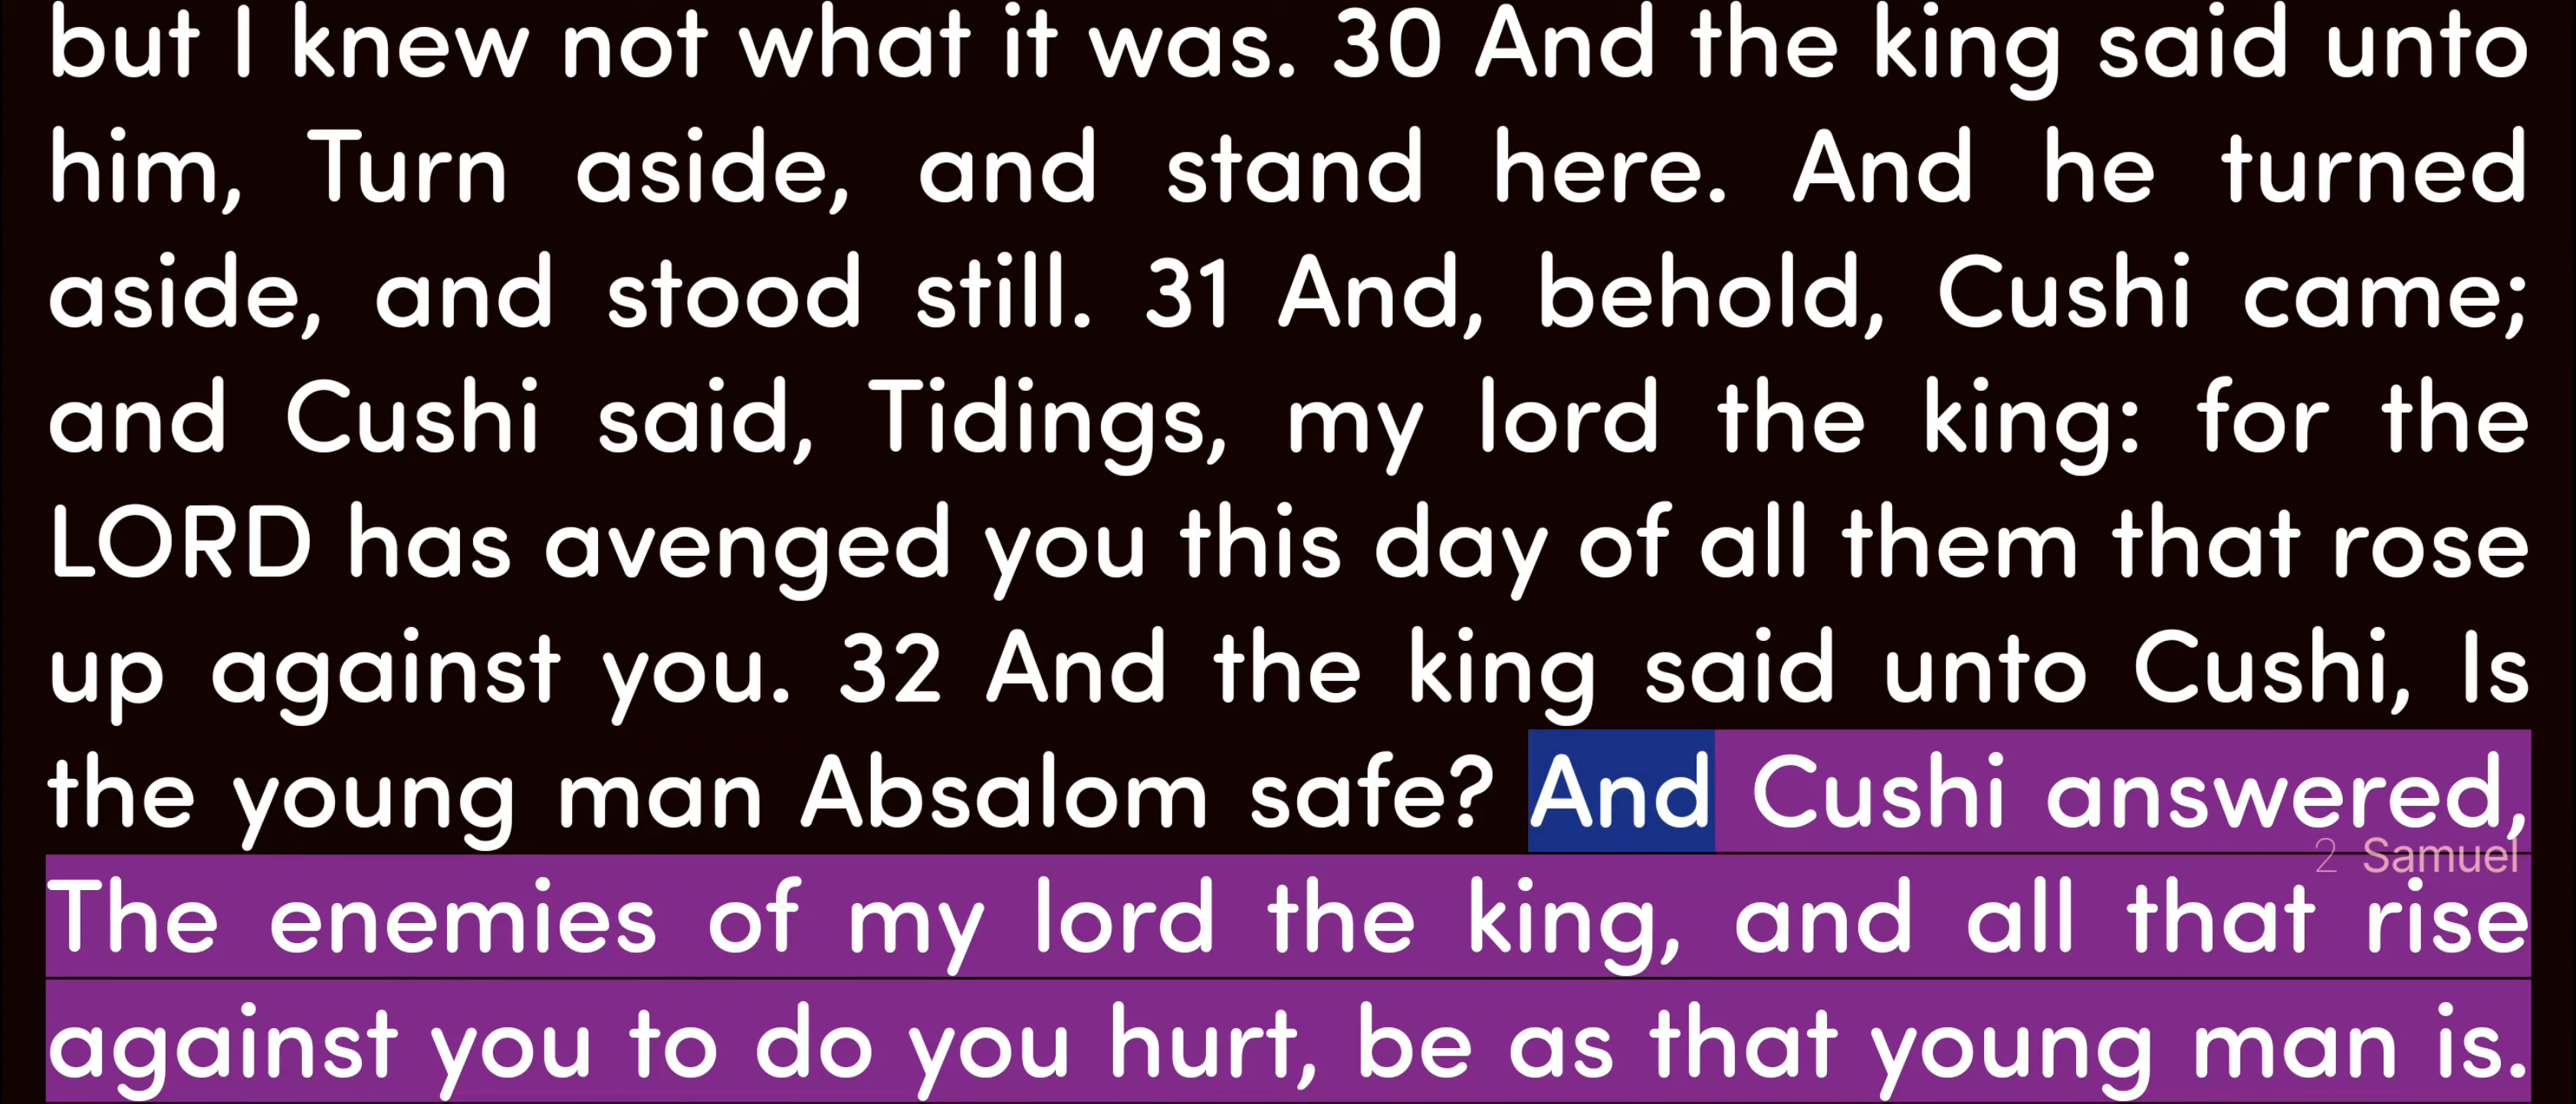 but I knew not what it was. 30 And the king said unto
him, Turn aside, and stand here. And he turned
aside, and stood still. 31 And, behold, Cushi came;
and Cushi said, Tidings, my lord the king: for the
LORD has avenged you this day of all them that rose
up against you. 32 And the king said unto Cushi, Is
the young man Absalom safe? And Cushi answered,
2 Samuel
The enemies of my lord the king, and all that rise
against you to do you hurt, be as that young man is.